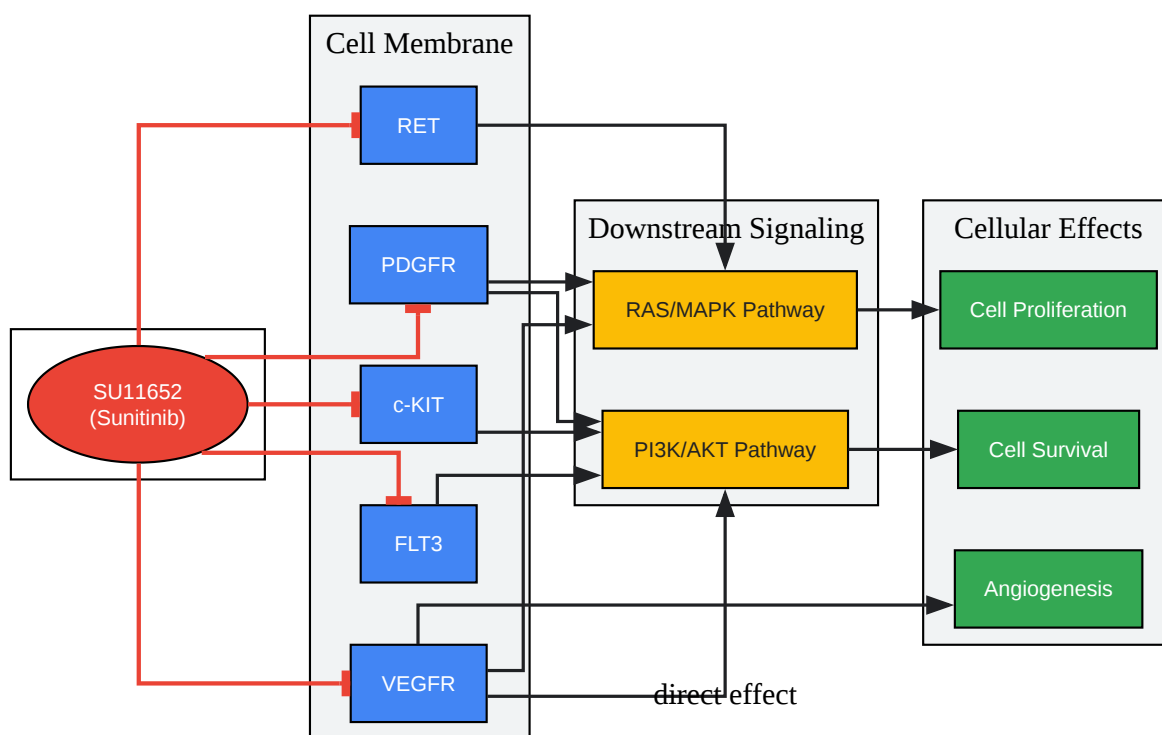 Cell Membrane
RET
Downstream Signaling
Cellular Effects
PDGFR
RAS/MAPK Pathway
Cell Proliferation
SU11652
(Sunitinib)
c-KIT
PI3K/AKT Pathway
Cell Survival
FLT3
Angiogenesis
VEGFR
direct effect